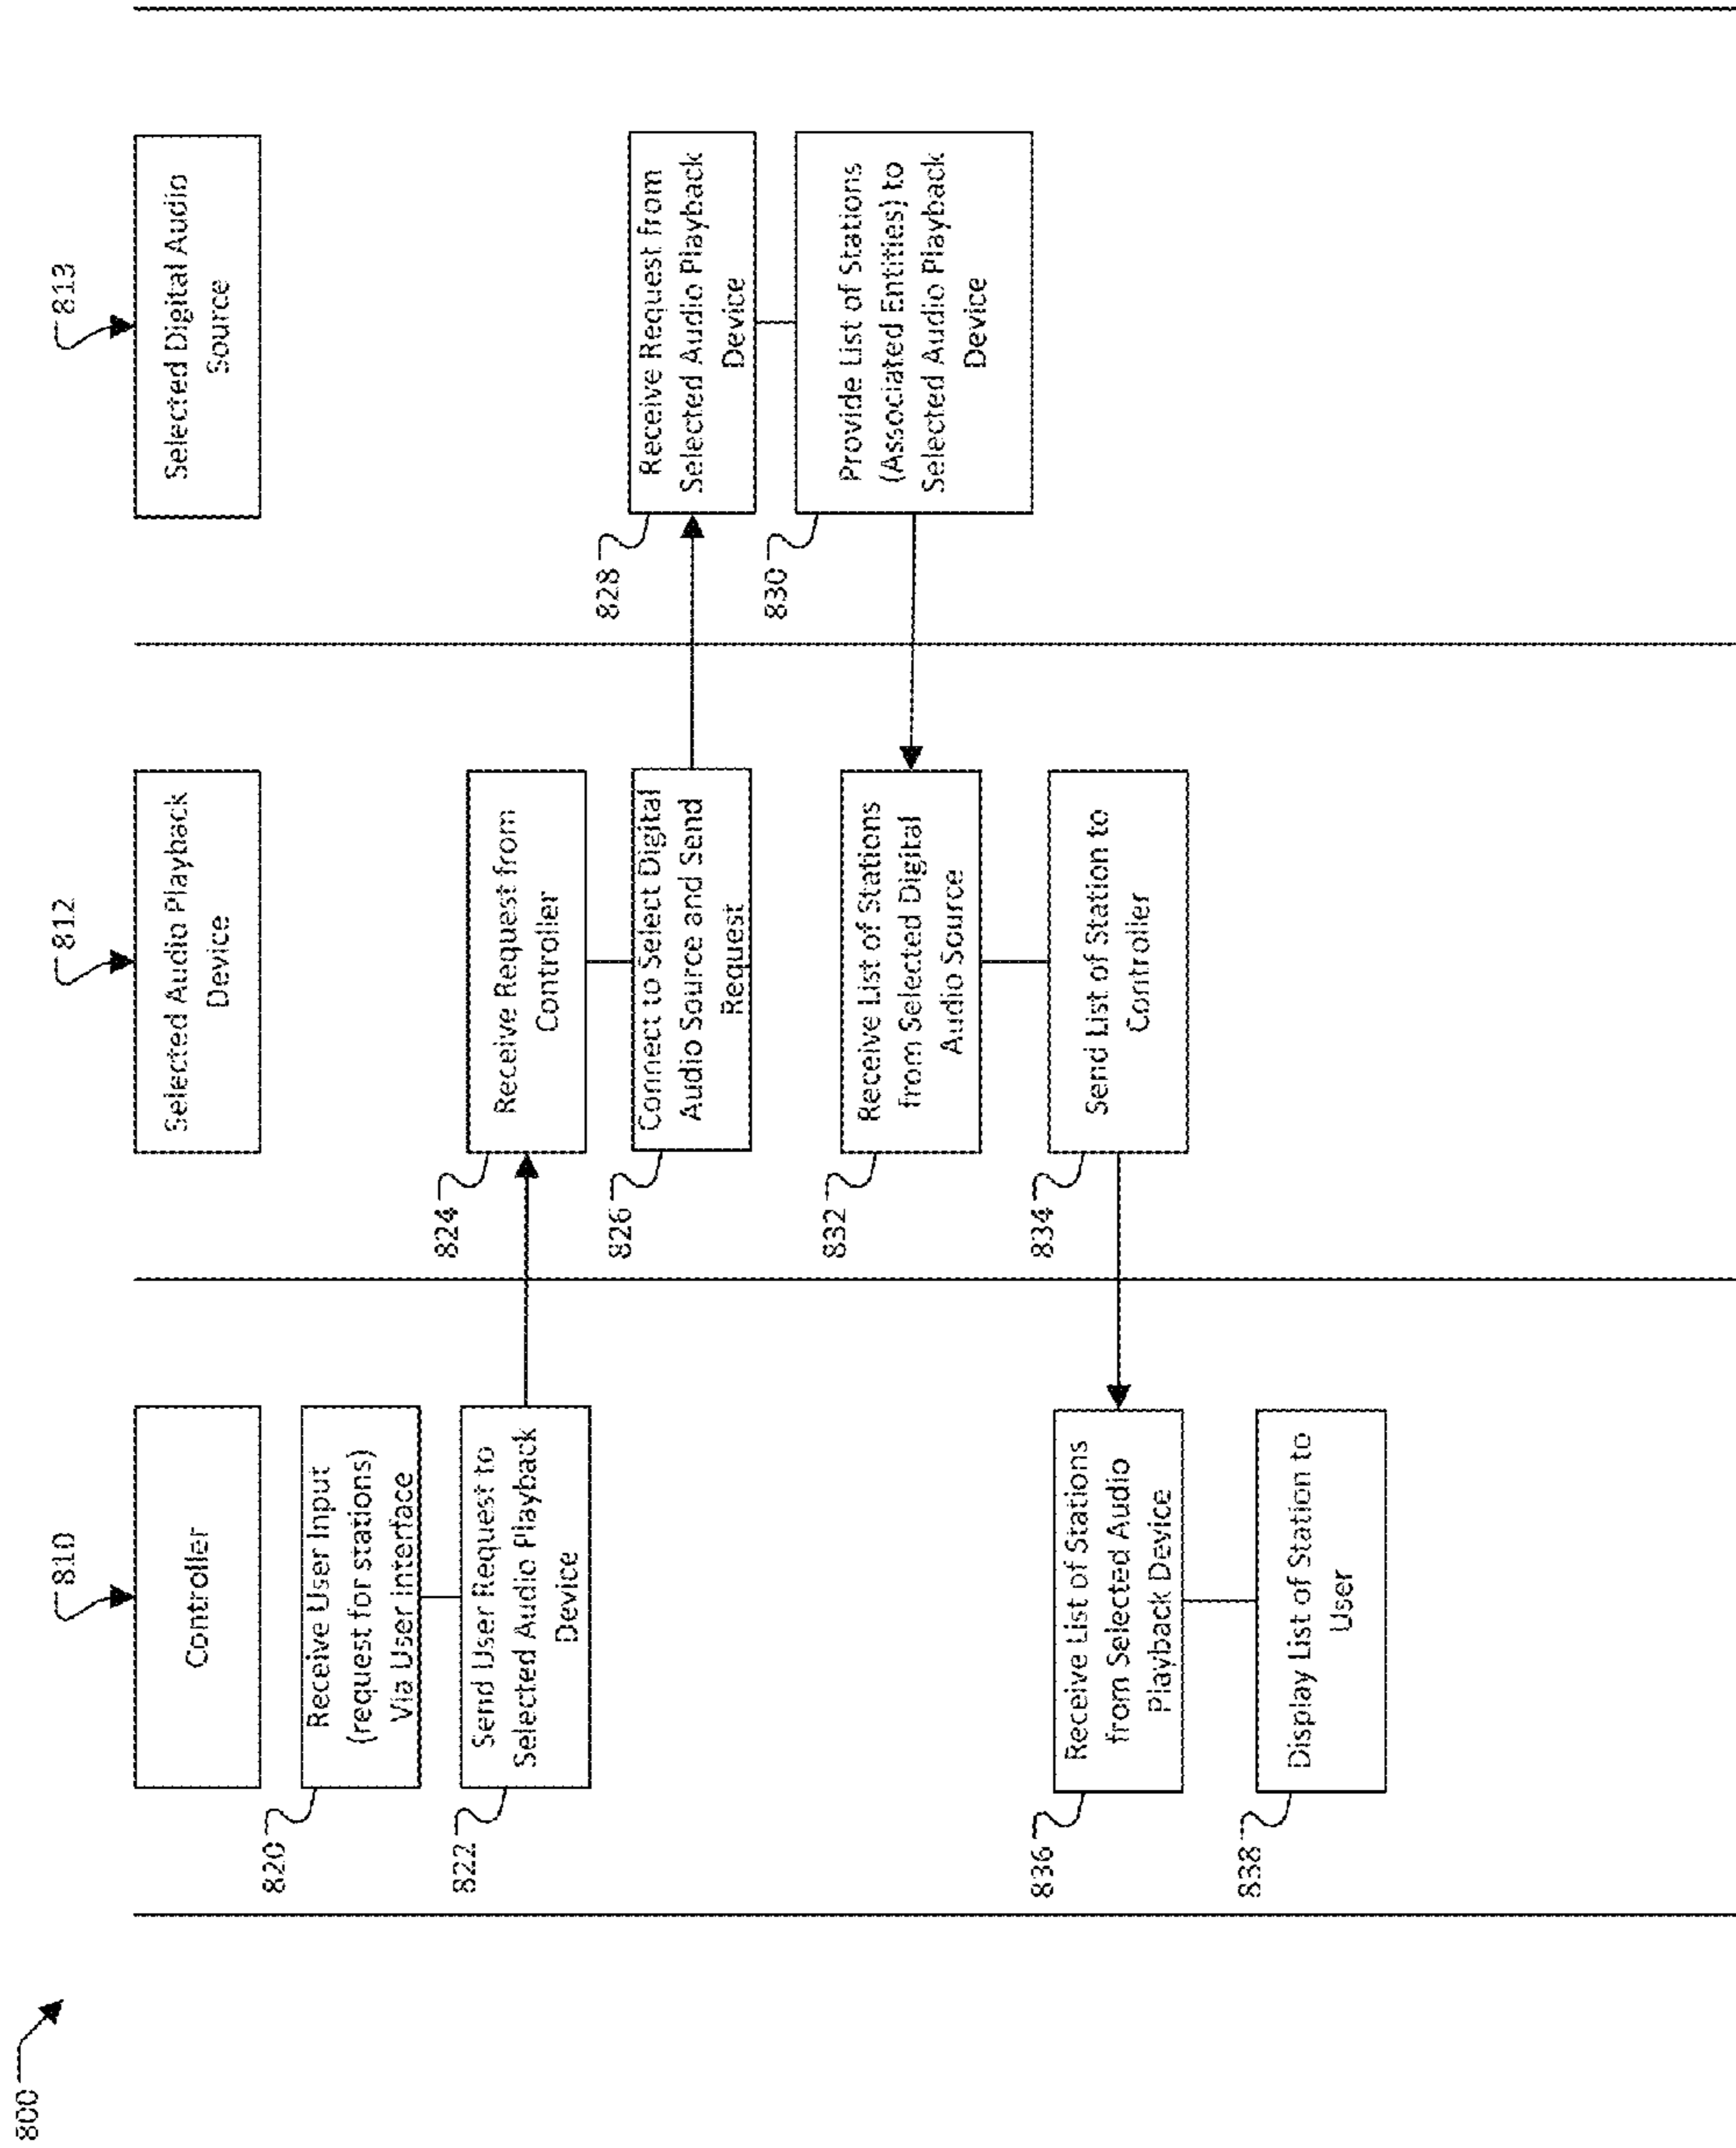 800
810
Controller
812
Selected Audio Playback
Device
813
Selected Digital Audio
Source
820
Receive User Input
(request for stations)
Via User Interface
822
Send User Request to
Selected Audio Playback
Device
824
Receive Request from
Controller
826
Connect to Select Digital
Audio Source and Send
Request
828
Receive Request from
Selected Audio Playback
Device
830
Provide List of Stations
(Associated Entities) to
Selected Audio Playback
Device
832
Receive List of Stations
from Selected Digital
Audio Source
834
Send List of Station to
Controller
836
Receive List of Stations
from Selected Audio
Playback Device
838
Display List of Station to
User